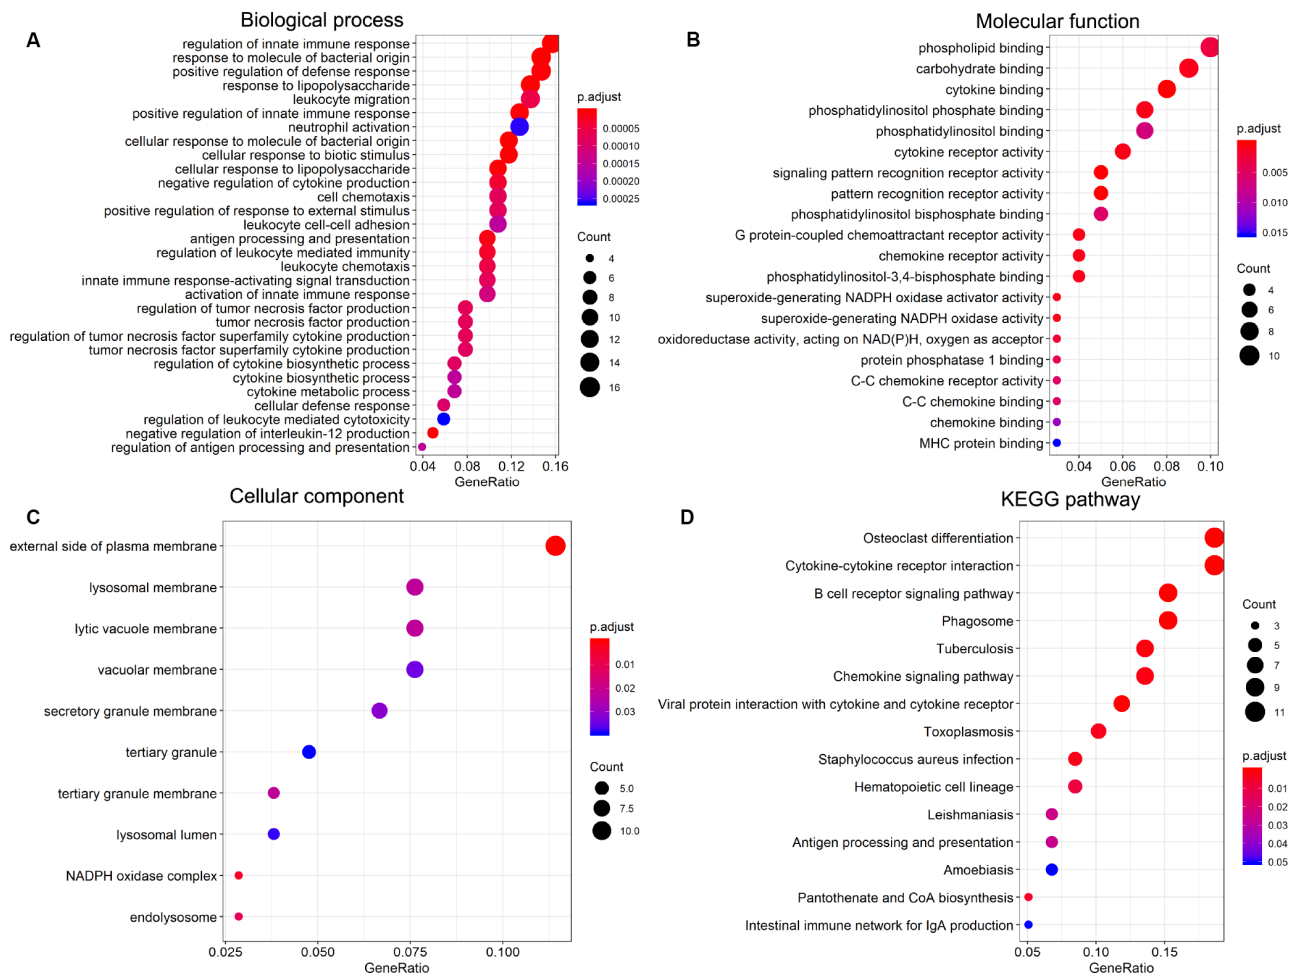 A
Biological process
regulation of innate immune response
response to molecule of bacterial origin
positive regulation of defense response
response to lipopolysaccharide
leukocyte migration
positive regulation of innate immune response
neutrophil activation
cellular response to molecule of bacterial origin
cellular response to biotic stimulus
cellular response to lipopolysaccharide
negative regulation of cytokine production
cell chemotaxis
positive regulation of response to external stimulus
leukocyte cell-cell adhesion
antigen processing and presentation
regulation of leukocyte mediated immunity
leukocyte chemotaxis
innate immune response-activating signal transduction
activation of innate immune response
regulation of tumor necrosis factor production
tumor necrosis factor production
regulation of tumor necrosis factor superfamily cytokine production
tumor necrosis factor superfamily cytokine production
regulation of cytokine biosynthetic process
cytokine biosynthetic process
cytokine metabolic process
cellular defense response
regulation of leukocyte mediated cytotoxicity
negative regulation of interleukin-12 production
regulation of antigen processing and presentation
0.04 0.08 0.12 0.16
GeneRatio
p.adjust
0.00005
0.00010
0.00015
0.00020
0.00025
Count
4
6
8
10
12
14
16
B
Molecular function
phospholipid binding
carbohydrate binding
cytokine binding
phosphatidylinositol phosphate binding
phosphatidylinositol binding
cytokine receptor activity
signaling pattern recognition receptor activity
pattern recognition receptor activity
phosphatidylinositol bisphosphate binding
G protein-coupled chemoattractant receptor activity
chemokine receptor activity
phosphatidylinositol-3,4-bisphosphate binding
superoxide-generating NADPH oxidase activator activity
superoxide-generating NADPH oxidase activity
oxidoreductase activity, acting on NAD(P)H, oxygen as acceptor
protein phosphatase 1 binding
C-C chemokine receptor activity
C-C chemokine binding
chemokine binding
MHC protein binding
0.04 0.06 0.08 0.10
GeneRatio
p.adjust
0.005
0.010
0.015
Count
4
6
8
10
C
Cellular component
external side of plasma membrane
lysosomal membrane
lytic vacuole membrane
vacuolar membrane
secretory granule membrane
tertiary granule
tertiary granule membrane
lysosomal lumen
NADPH oxidase complex
endolysosome
0.025 0.050 0.075 0.100
GeneRatio
p.adjust
0.01
0.02
0.03
Count
5.0
7.5
10.0
D
KEGG pathway
Osteoclast differentiation
Cytokine-cytokine receptor interaction
B cell receptor signaling pathway
Phagosome
Tuberculosis
Chemokine signaling pathway
Viral protein interaction with cytokine and cytokine receptor
Toxoplasmosis
Staphylococcus aureus infection
Hematopoietic cell lineage
Leishmaniasis
Antigen processing and presentation
Amoebiasis
Pantothenate and CoA biosynthesis
Intestinal immune network for IgA production
0.05 0.10 0.15
GeneRatio
Count
3
5
7
9
11
p.adjust
0.01
0.02
0.03
0.04
0.05